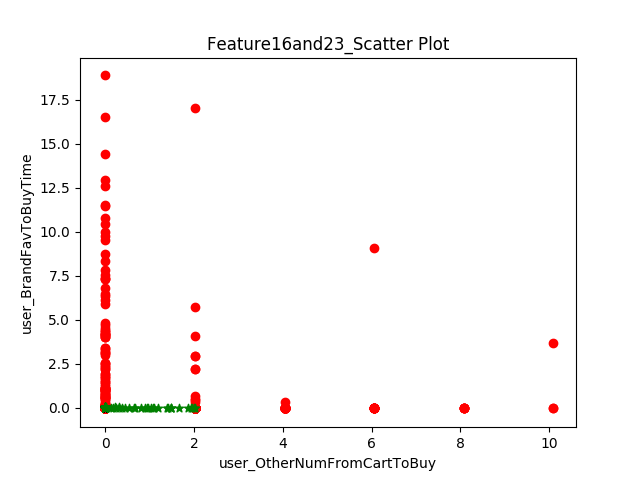 Feature16and23_Scatter Plot
user_BrandFavToBuyTime
17.5
15.0
12.5
10.0
7.5
5.0
2.5
0.0
0 2 4 6 8 10
user_OtherNumFromCartToBuy